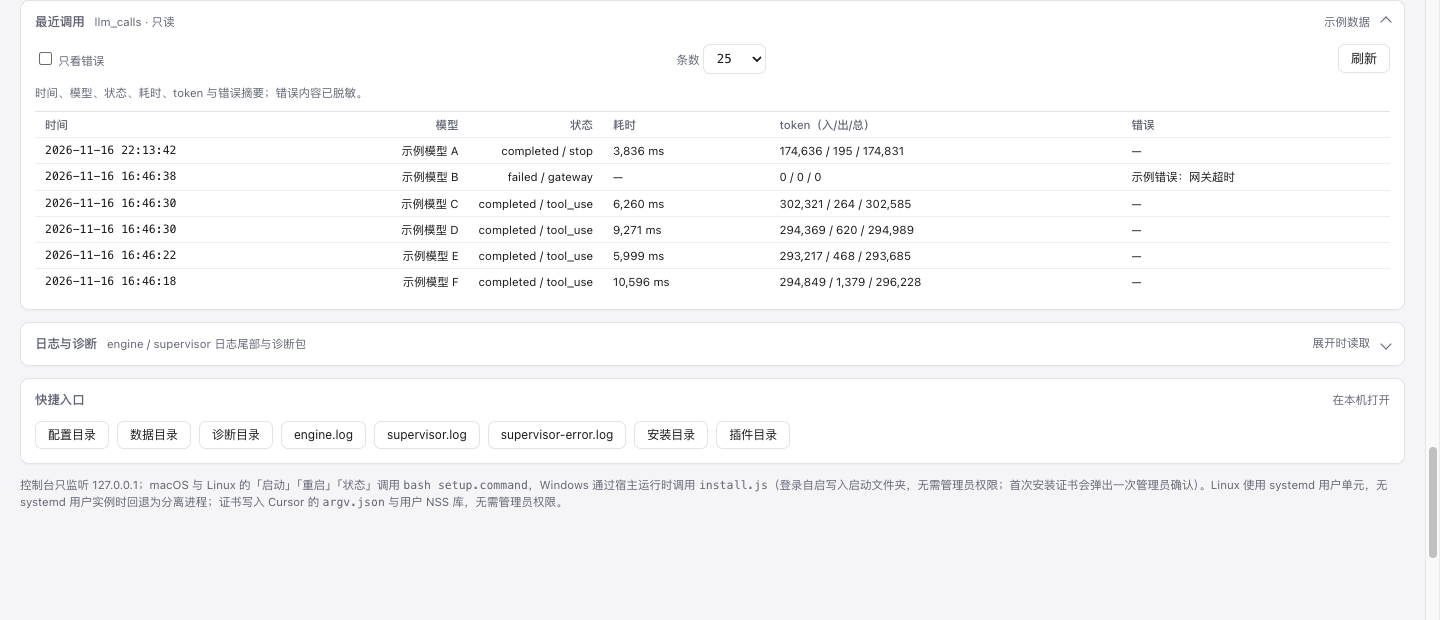 最近调用 llm_calls · 只读 示例数据
只看错误 条数 25 刷新
时间、模型、状态、耗时、token 与错误摘要；错误内容已脱敏。
时间 模型 状态 耗时 token（入/出/总） 错误
2026-11-16 22:13:42 示例模型 A completed / stop 3,836 ms 174,636 / 195 / 174,831 —
2026-11-16 16:46:38 示例模型 B failed / gateway — 0 / 0 / 0 示例错误：网关超时
2026-11-16 16:46:30 示例模型 C completed / tool_use 6,260 ms 302,321 / 264 / 302,585 —
2026-11-16 16:46:30 示例模型 D completed / tool_use 9,271 ms 294,369 / 620 / 294,989 —
2026-11-16 16:46:22 示例模型 E completed / tool_use 5,999 ms 293,217 / 468 / 293,685 —
2026-11-16 16:46:18 示例模型 F completed / tool_use 10,596 ms 294,849 / 1,379 / 296,228 —
日志与诊断 engine / supervisor 日志尾部与诊断包 展开时读取
快捷入口 在本机打开
配置目录 数据目录 诊断目录 engine.log supervisor.log supervisor-error.log 安装目录 插件目录
控制台只监听 127.0.0.1；macOS 与 Linux 的「启动」「重启」「状态」调用 bash setup.command，Windows 通过宿主运行时调用 install.js（登录自启写入启动文件夹，无需管理员权限；首次安装证书会弹出一次管理员确认）。Linux 使用 systemd 用户单元，无
systemd 用户实例时回退为分离进程；证书写入 Cursor 的 argv.json 与用户 NSS 库，无需管理员权限。